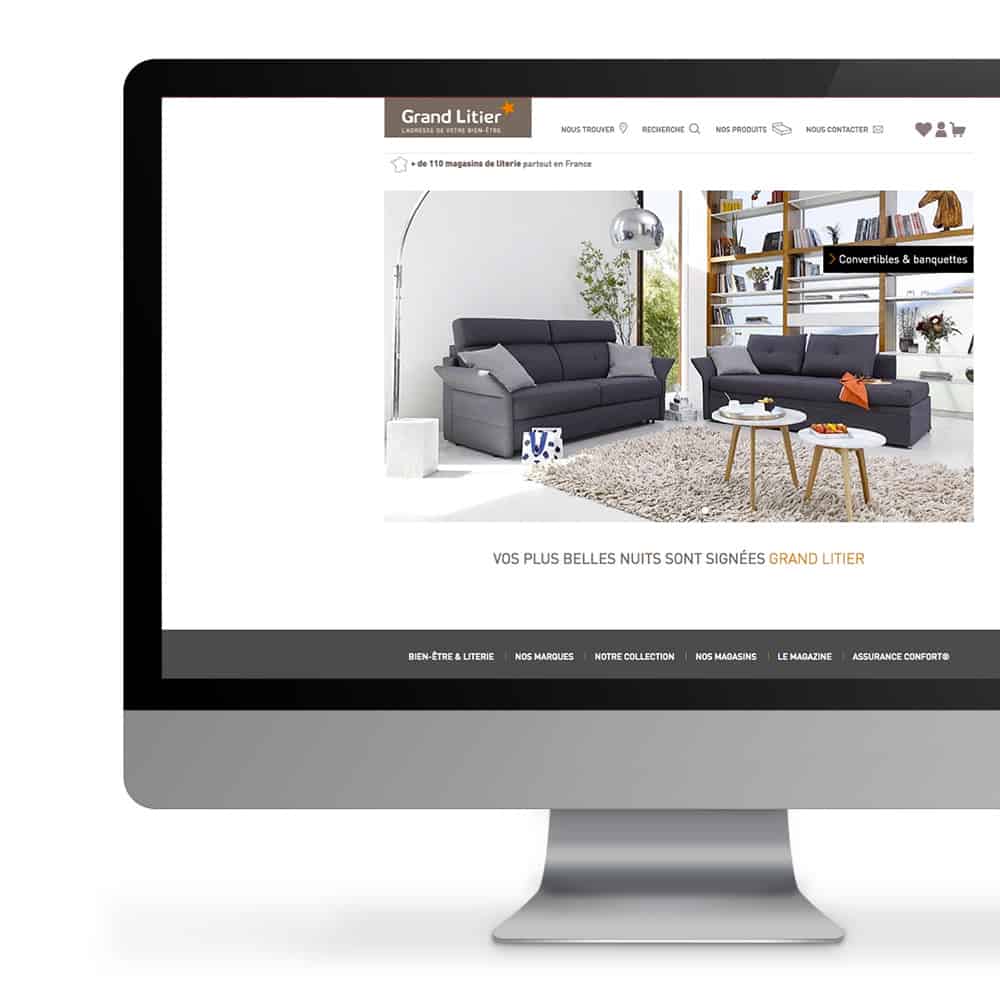 Grand Litier
L'ADRESSE DE VOTRE BIEN-ÊTRE
NOUS TROUVER RECHERCHE NOS PRODUITS NOUS CONTACTER
+ de 110 magasins de literie partout en France
> Convertibles & banquettes
VOS PLUS BELLES NUITS SONT SIGNÉES GRAND LITIER
BIEN-ÊTRE & LITERIE | NOS MARQUES | NOTRE COLLECTION | NOS MAGASINS | LE MAGAZINE | ASSURANCE CONFORT®